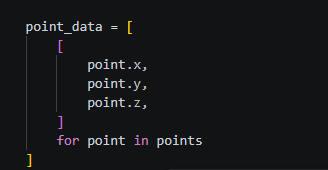 point_data = [
    [
        point.x,
        point.y,
        point.z,
    ]
    for point in points
]